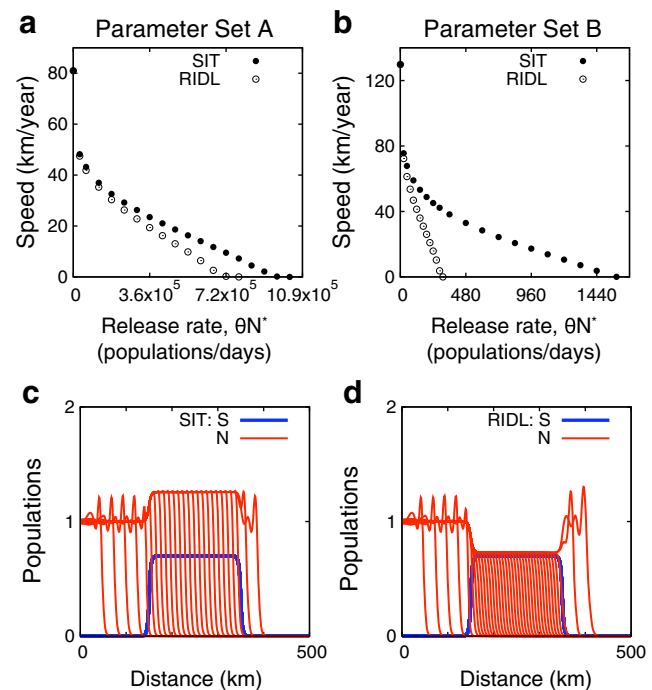 a Parameter Set A
SIT
RIDL
80
60
40
20
0
Speed (km/year)
0 3.6x10^5 7.2x10^5 10.9x10^5
Release rate, θN*
(populations/days)
b Parameter Set B
SIT
RIDL
120
80
40
0
Speed (km/year)
0 480 960 1440
Release rate, θN*
(populations/days)
c
SIT: S
N
2
1
0
Populations
0 500
Distance (km)
d
RIDL: S
N
2
1
0
Populations
0 500
Distance (km)